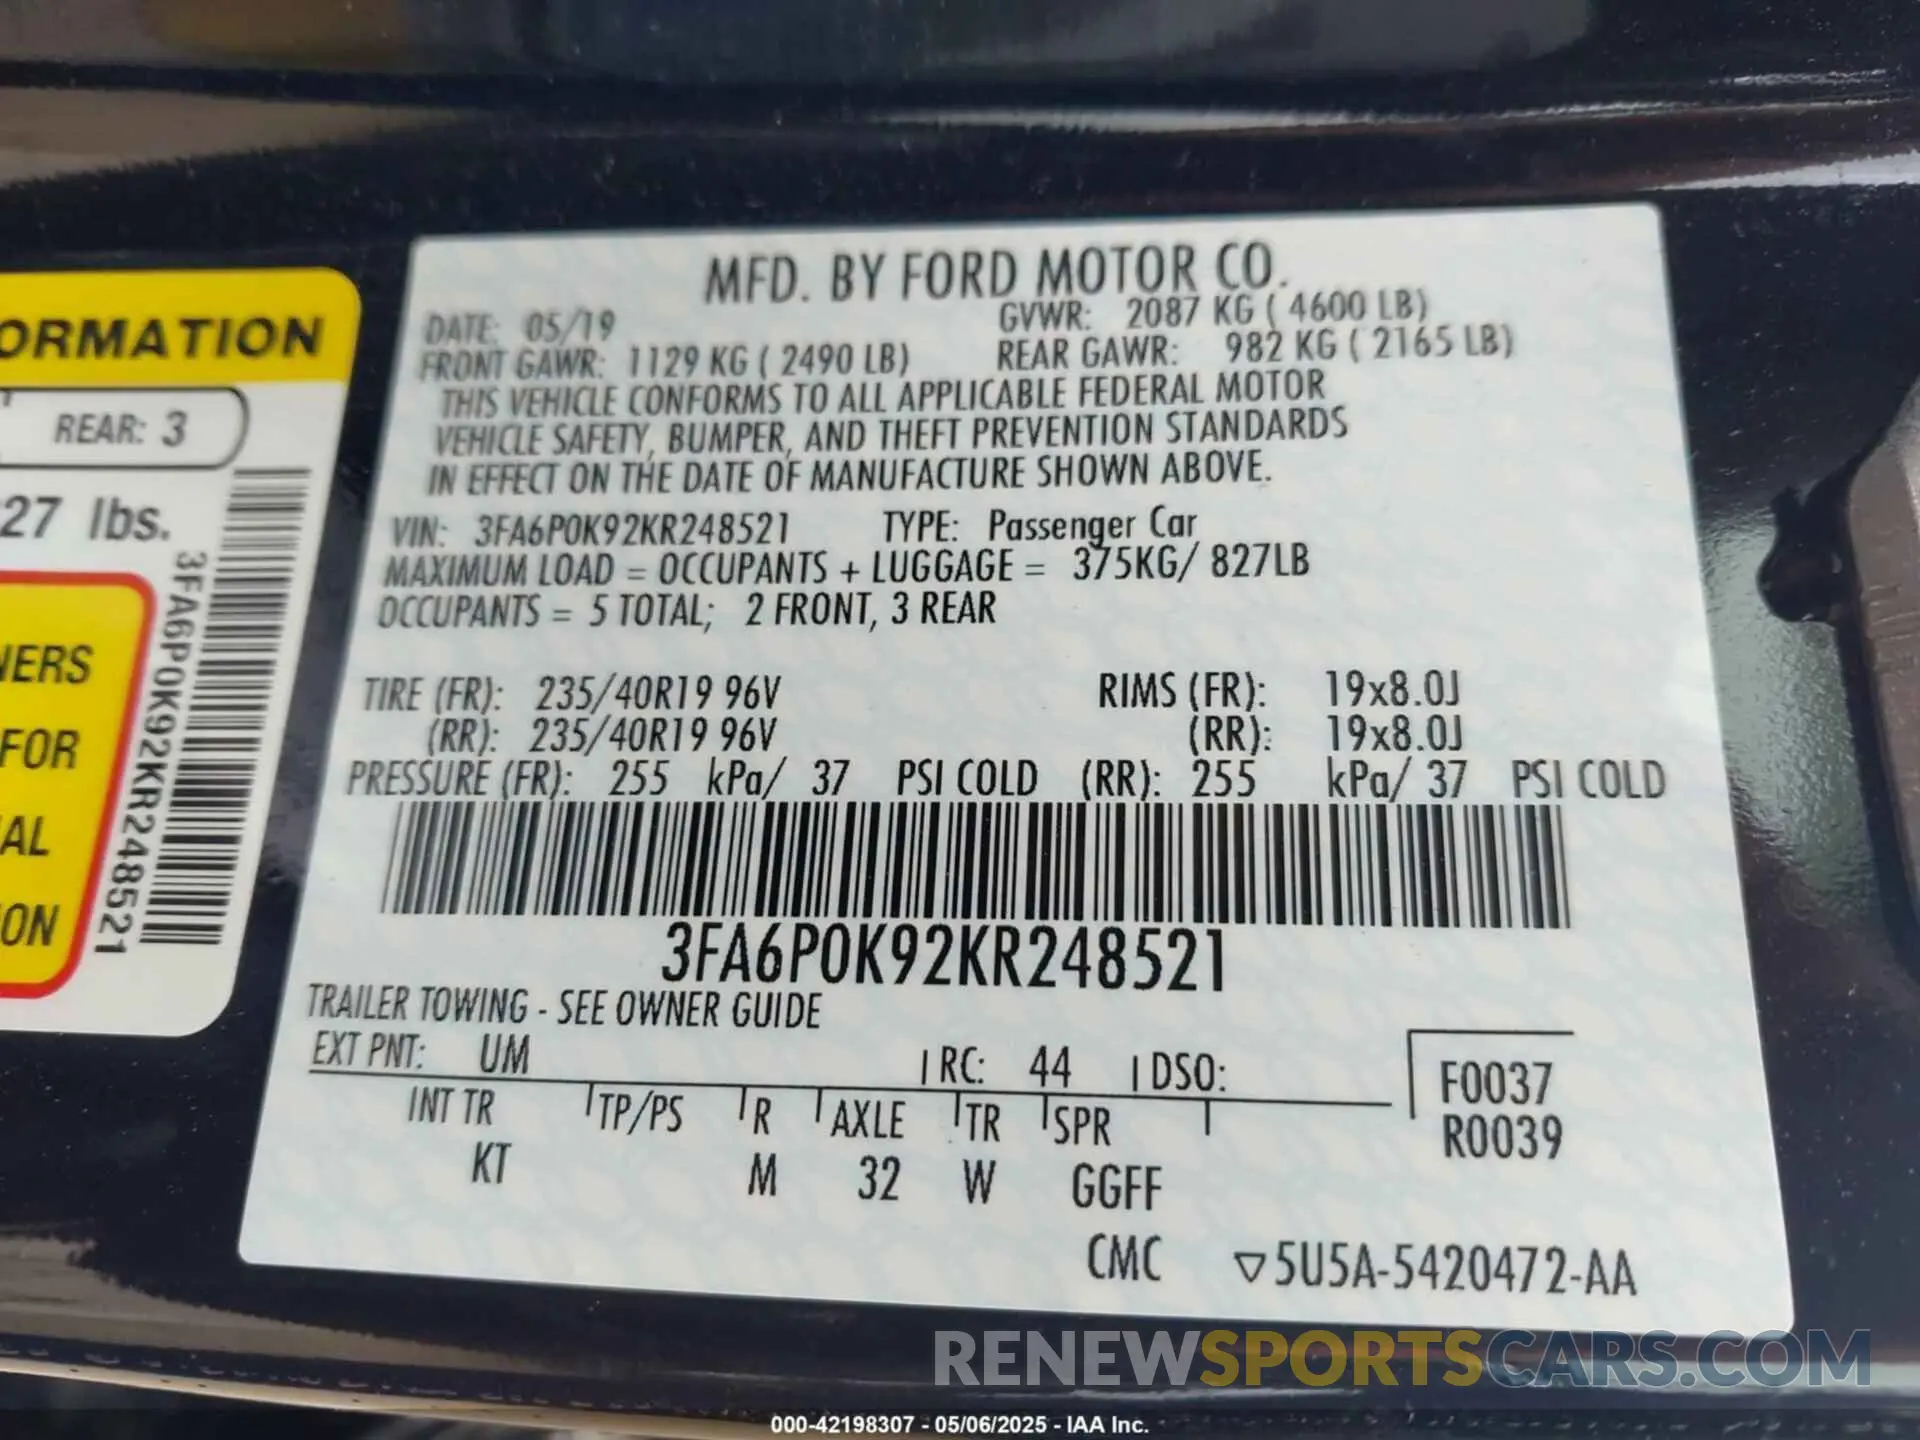 ORMATION
REAR: 3
27 lbs.
3FA6P0K92KR248521
NERS
FOR
AL
ON
MFD. BY FORD MOTOR CO.
DATE: 05/19 GVWR: 2087 KG ( 4600 LB)
FRONT GAWR: 1129 KG ( 2490 LB) REAR GAWR: 982 KG ( 2165 LB)
THIS VEHICLE CONFORMS TO ALL APPLICABLE FEDERAL MOTOR
VEHICLE SAFETY, BUMPER, AND THEFT PREVENTION STANDARDS
IN EFFECT ON THE DATE OF MANUFACTURE SHOWN ABOVE.
VIN: 3FA6P0K92KR248521 TYPE: Passenger Car
MAXIMUM LOAD = OCCUPANTS + LUGGAGE = 375KG/ 827LB
OCCUPANTS = 5 TOTAL; 2 FRONT, 3 REAR
TIRE (FR): 235/40R19 96V RIMS (FR): 19x8.0J
(RR): 235/40R19 96V (RR): 19x8.0J
PRESSURE (FR): 255 kPa/ 37 PSI COLD (RR): 255 kPa/ 37 PSI COLD
3FA6P0K92KR248521
TRAILER TOWING - SEE OWNER GUIDE
EXT PNT: UM RC: 44 DSO: F0037
INT TR TP/PS R AXLE TR SPR R0039
KT M 32 W GGFF
CMC ▽5U5A-5420472-AA
RENEWSPORTSCARS.COM
000-42198307 - 05/06/2025 - IAA Inc.